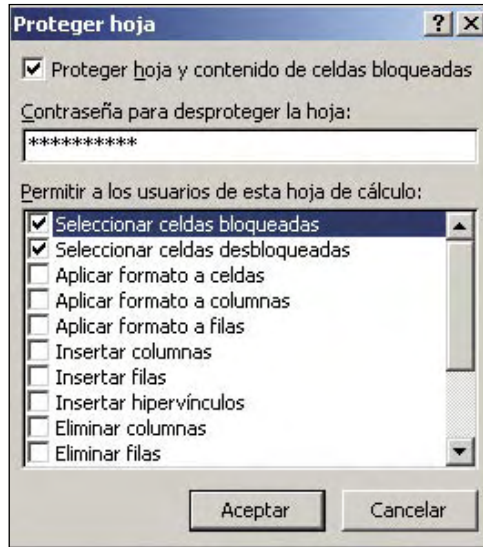 Proteger hoja
Proteger hoja y contenido de celdas bloqueadas
Contraseña para desproteger la hoja:
**********
Permitir a los usuarios de esta hoja de cálculo:
Seleccionar celdas bloqueadas
Seleccionar celdas desbloqueadas
Aplicar formato a celdas
Aplicar formato a columnas
Aplicar formato a filas
Insertar columnas
Insertar filas
Insertar hipervínculos
Eliminar columnas
Eliminar filas
Aceptar Cancelar